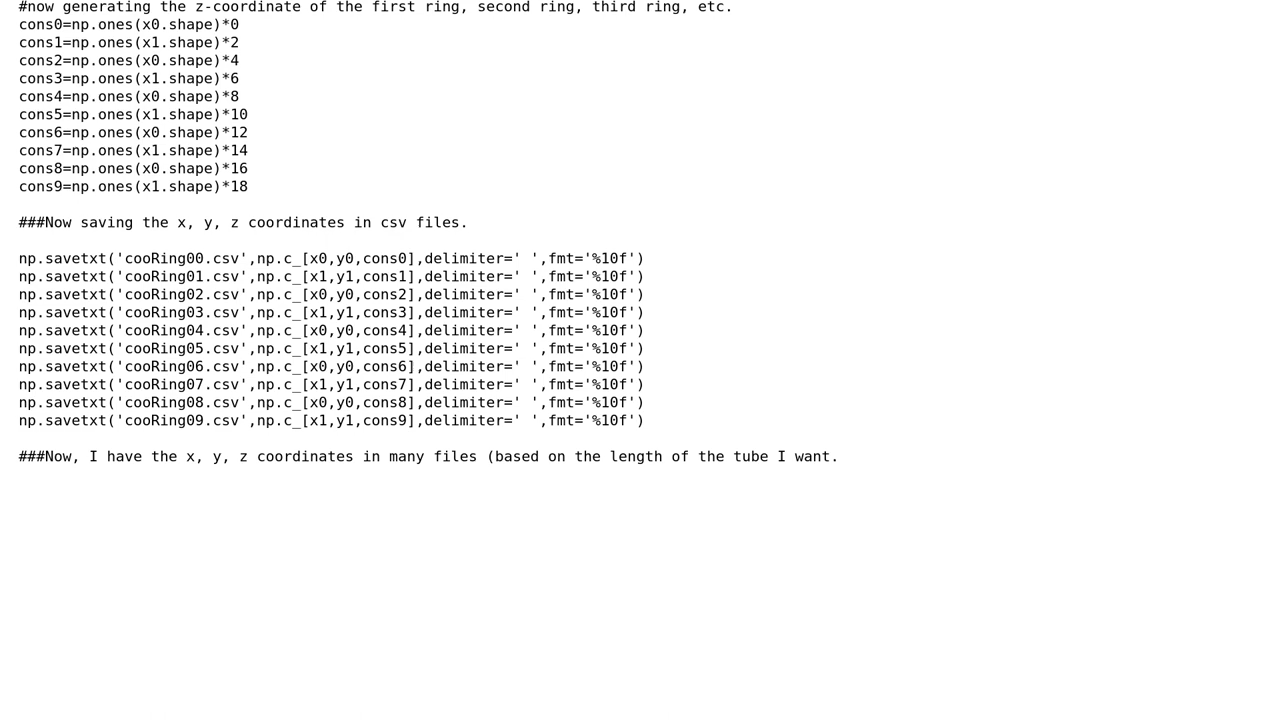 #now generating the z-coordinate of the first ring, second ring, third ring, etc.
cons0=np.ones(x0.shape)*0
cons1=np.ones(x1.shape)*2
cons2=np.ones(x0.shape)*4
cons3=np.ones(x1.shape)*6
cons4=np.ones(x0.shape)*8
cons5=np.ones(x1.shape)*10
cons6=np.ones(x0.shape)*12
cons7=np.ones(x1.shape)*14
cons8=np.ones(x0.shape)*16
cons9=np.ones(x1.shape)*18

###Now saving the x, y, z coordinates in csv files.

np.savetxt('cooRing00.csv',np.c_[x0,y0,cons0],delimiter=' ',fmt='%10f')
np.savetxt('cooRing01.csv',np.c_[x1,y1,cons1],delimiter=' ',fmt='%10f')
np.savetxt('cooRing02.csv',np.c_[x0,y0,cons2],delimiter=' ',fmt='%10f')
np.savetxt('cooRing03.csv',np.c_[x1,y1,cons3],delimiter=' ',fmt='%10f')
np.savetxt('cooRing04.csv',np.c_[x0,y0,cons4],delimiter=' ',fmt='%10f')
np.savetxt('cooRing05.csv',np.c_[x1,y1,cons5],delimiter=' ',fmt='%10f')
np.savetxt('cooRing06.csv',np.c_[x0,y0,cons6],delimiter=' ',fmt='%10f')
np.savetxt('cooRing07.csv',np.c_[x1,y1,cons7],delimiter=' ',fmt='%10f')
np.savetxt('cooRing08.csv',np.c_[x0,y0,cons8],delimiter=' ',fmt='%10f')
np.savetxt('cooRing09.csv',np.c_[x1,y1,cons9],delimiter=' ',fmt='%10f')

###Now, I have the x, y, z coordinates in many files (based on the length of the tube I want.